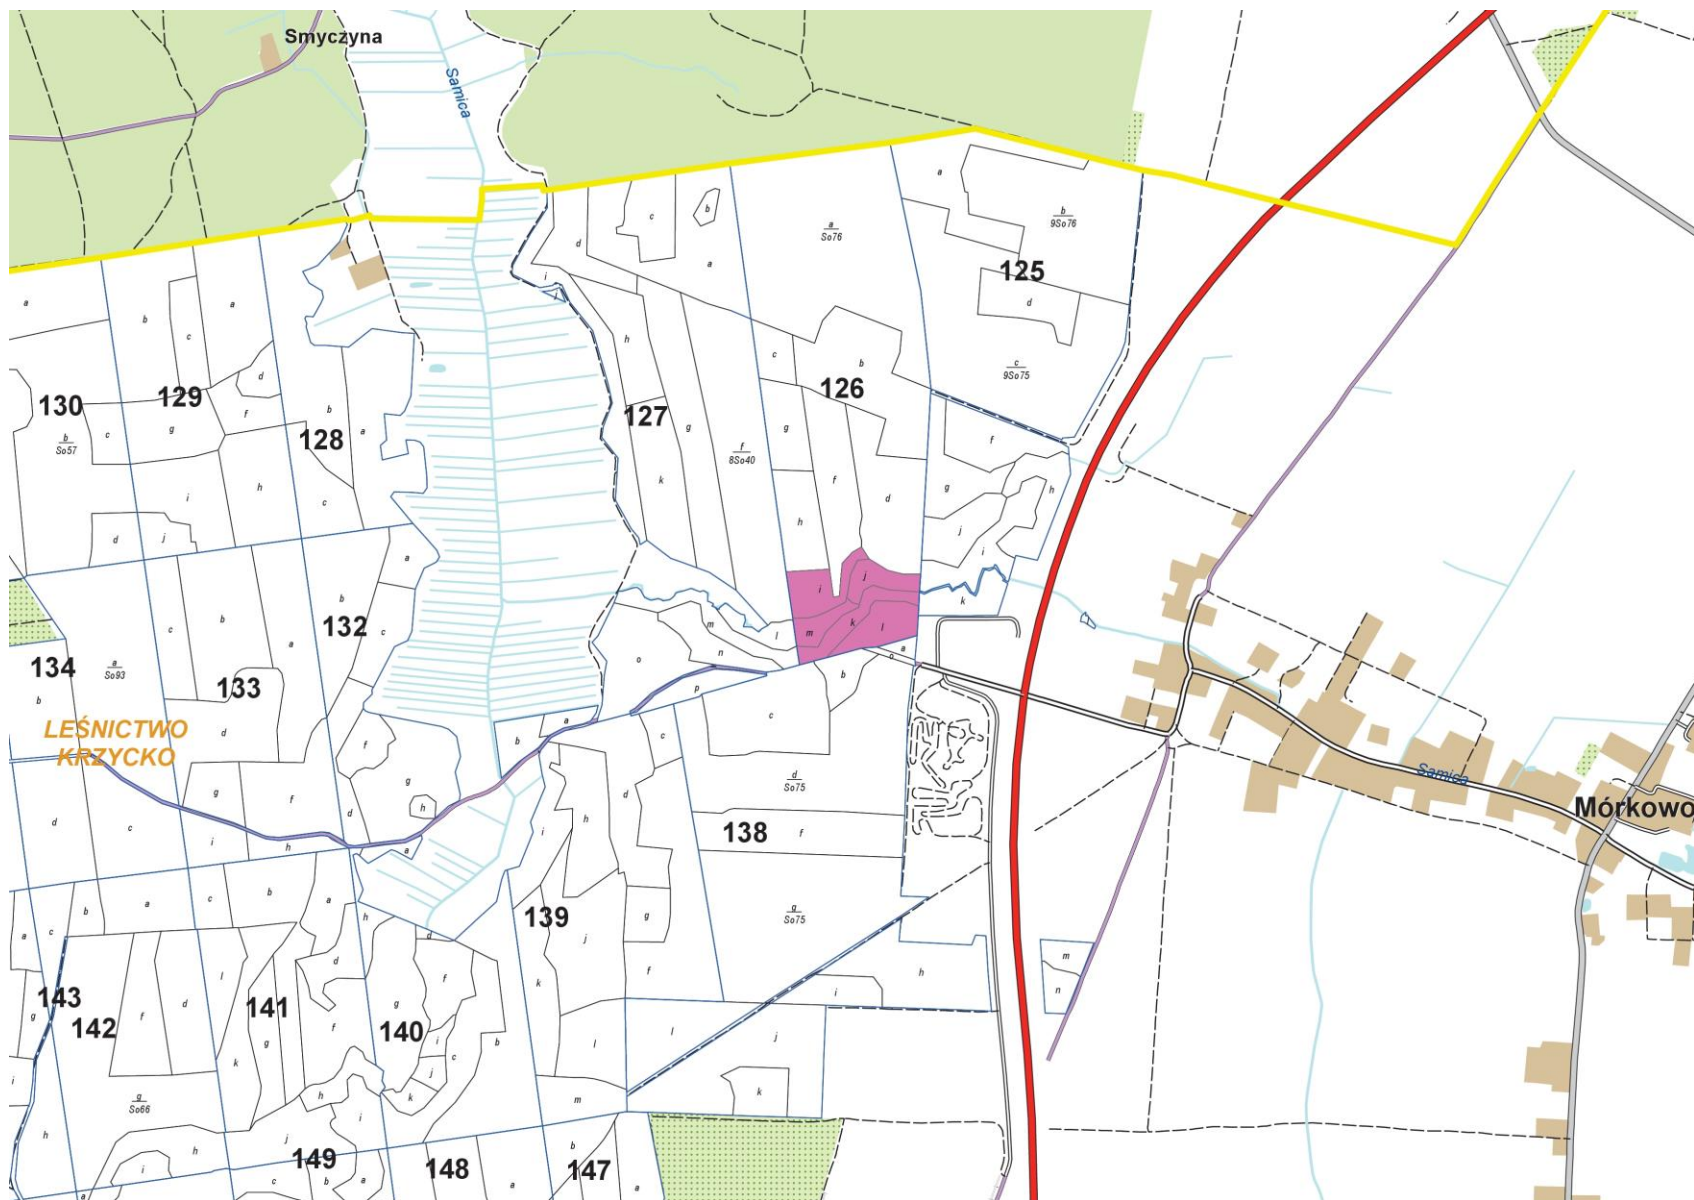 Smyczyna
Samica
a
b
9So76
125
d
c
9So75
a
So76
b
c
d
a
i
j
h
127
g
k
f
8So40
c
b
126
g
f
h
d
f
g
h
j
i
k
i
j
m
k
l
a
b
c
d
a
129
g
f
130
b
So57
c
i
h
d
j
b
128
a
c
a
b
132
c
c
b
a
133
d
134
a
So93
b
LEŚNICTWO
KRZYCKO
d
c
g
f
i
h
d
f
g
h
a
b
a
m
n
l
o
p
a
o
b
c
c
d
So75
138
f
g
So75
d
h
i
139
g
j
f
k
l
m
h
i
l
j
k
m
n
Samica
Mórkowo
a
c
b
a
c
b
a
h
d
143
g
142
f
d
l
141
g
f
k
140
g
f
d
i
c
j
k
b
i
h
g
So66
h
i
j
h
i
149
c
b
a
148
a
b
147
a
a